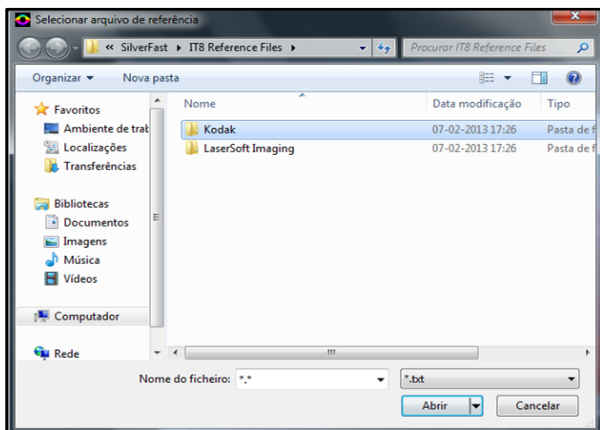 Selecionar arquivo de referência
« SilverFast ▸ IT8 Reference Files ▸
Procurar IT8 Reference Files
Organizar ▾ Nova pasta
Nome Data modificação Tipo
Favoritos
Ambiente de trab
Localizações
Transferências
Bibliotecas
Documentos
Imagens
Música
Vídeos
Computador
Rede
Kodak 07-02-2013 17:26 Pasta de f
LaserSoft Imaging 07-02-2013 17:26 Pasta de f
Nome do ficheiro: *.* *.txt
Abrir Cancelar